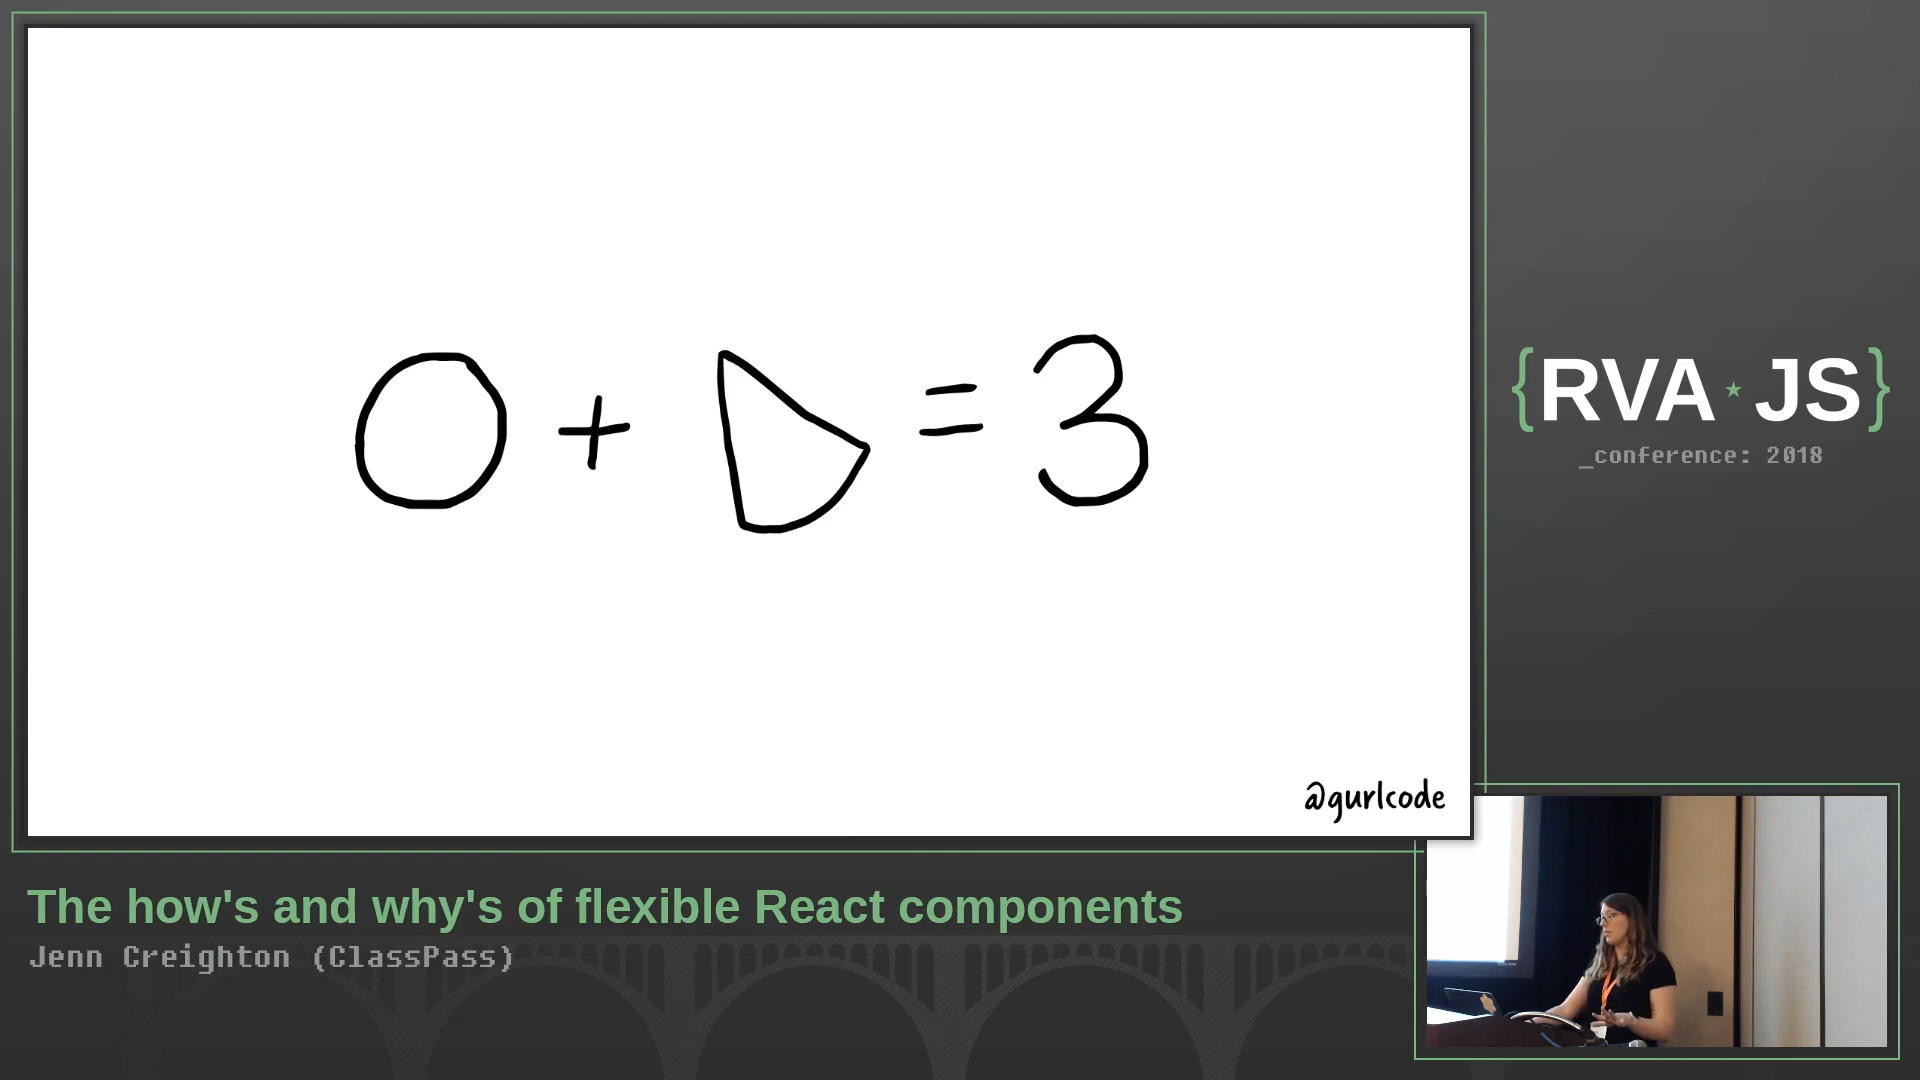 O + D = 3
@gurlcode
{RVA★JS}
_conference: 2018
The how's and why's of flexible React components
Jenn Creighton (ClassPass)